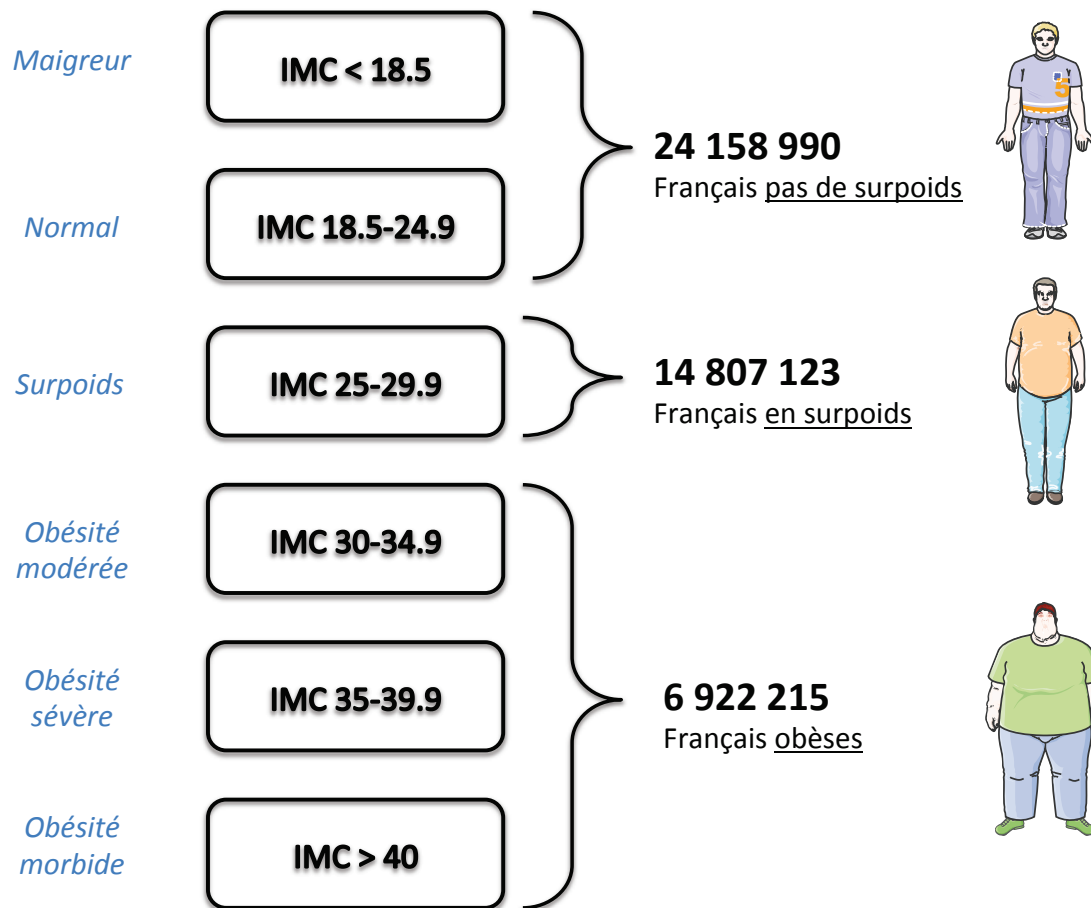 Maigreur
IMC < 18.5
24 158 990
Français pas de surpoids
5
Normal
IMC 18.5-24.9
Surpoids
IMC 25-29.9
14 807 123
Français en surpoids
Obésité
modérée
IMC 30-34.9
Obésité
sévère
IMC 35-39.9
6 922 215
Français obèses
Obésité
morbide
IMC > 40